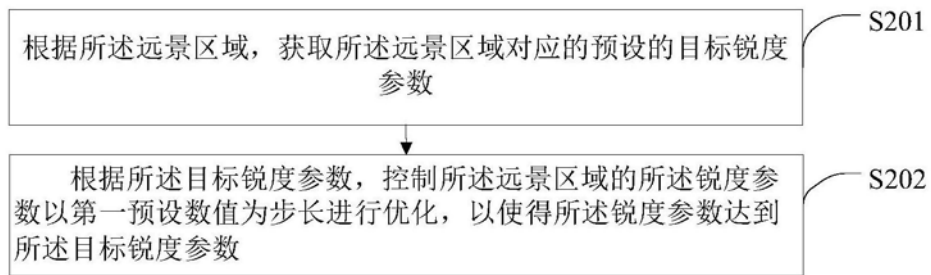 根据所述远景区域，获取所述远景区域对应的预设的目标锐度
参数
S201
根据所述目标锐度参数，控制所述远景区域的所述锐度参
数以第一预设数值为步长进行优化，以使得所述锐度参数达到
所述目标锐度参数
S202